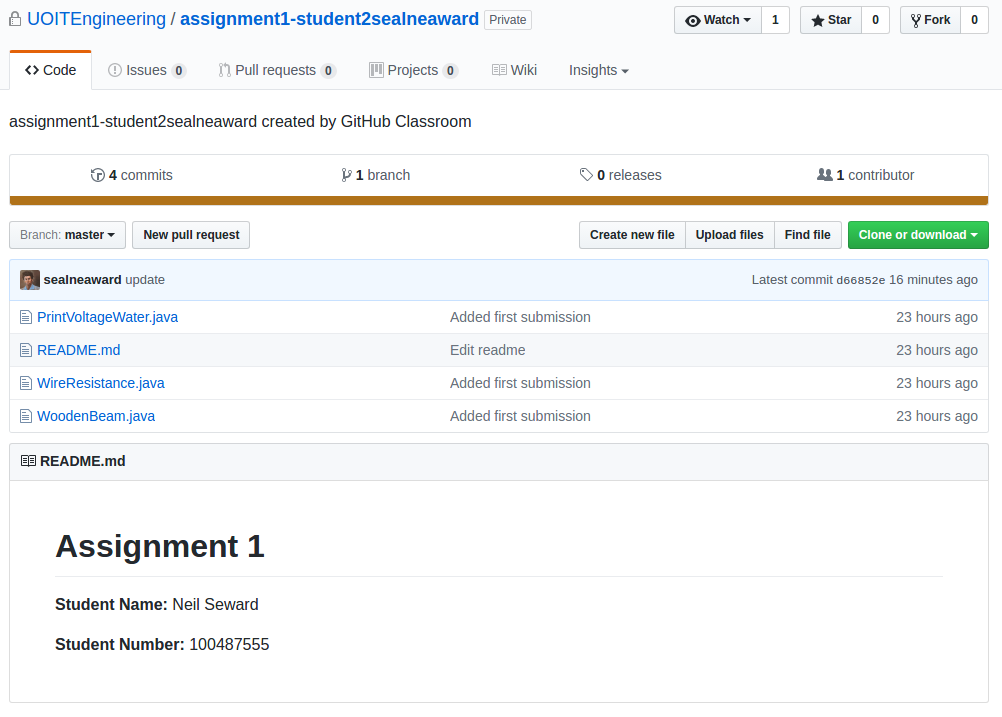 UOITEngineering / assignment1-student2sealneaward Private Watch 1 Star 0 Fork 0
Code Issues 0 Pull requests 0 Projects 0 Wiki Insights
assignment1-student2sealneaward created by GitHub Classroom
4 commits 1 branch 0 releases 1 contributor
Branch: master New pull request Create new file Upload files Find file Clone or download
sealneaward update Latest commit d66852e 16 minutes ago
PrintVoltageWater.java Added first submission 23 hours ago
README.md Edit readme 23 hours ago
WireResistance.java Added first submission 23 hours ago
WoodenBeam.java Added first submission 23 hours ago
README.md
Assignment 1
Student Name: Neil Seward
Student Number: 100487555